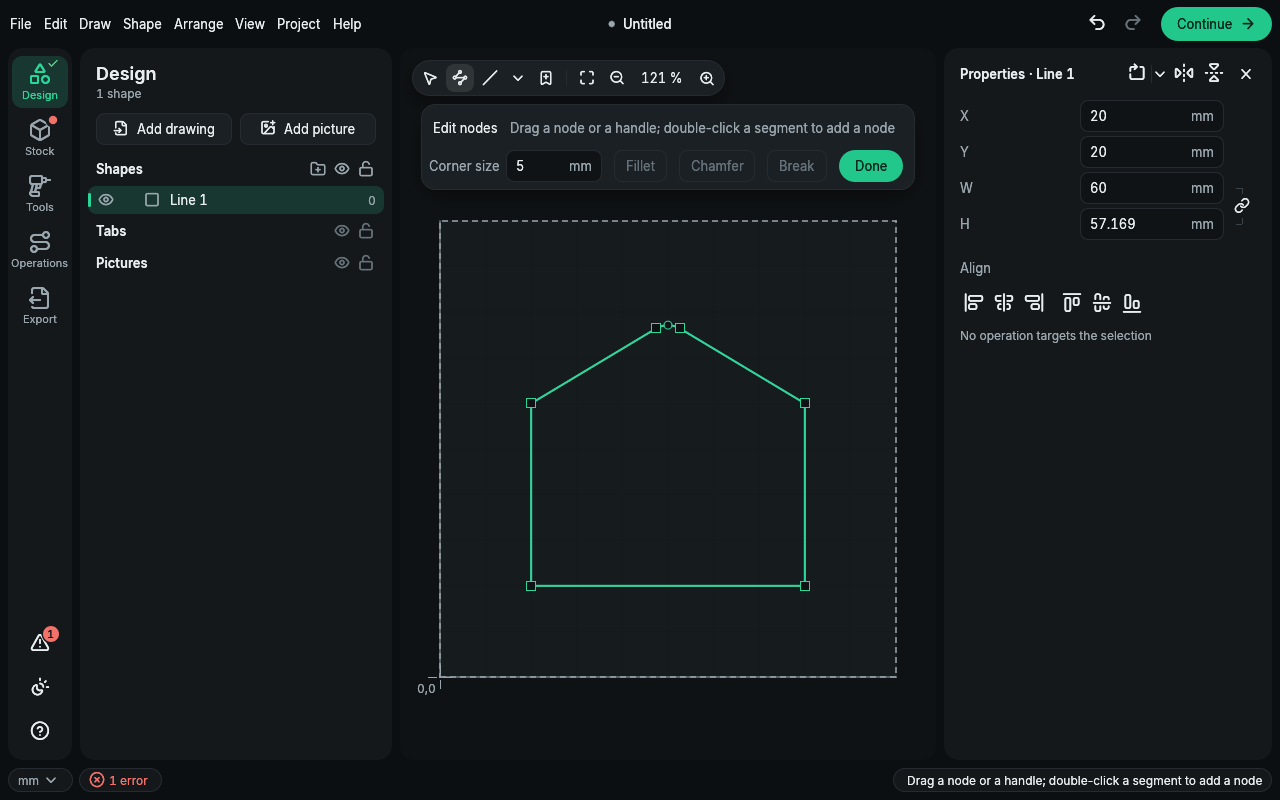 File Edit Draw Shape Arrange View Project Help
Untitled
Continue
Design
Stock
Tools
Operations
Export
1
Design
1 shape
Add drawing
Add picture
Shapes
Line 1
0
Tabs
Pictures
121 %
Edit nodes
Drag a node or a handle; double-click a segment to add a node
Corner size
5 mm
Fillet
Chamfer
Break
Done
0,0
Properties · Line 1
X 20 mm
Y 20 mm
W 60 mm
H 57.169 mm
Align
No operation targets the selection
mm
1 error
Drag a node or a handle; double-click a segment to add a node